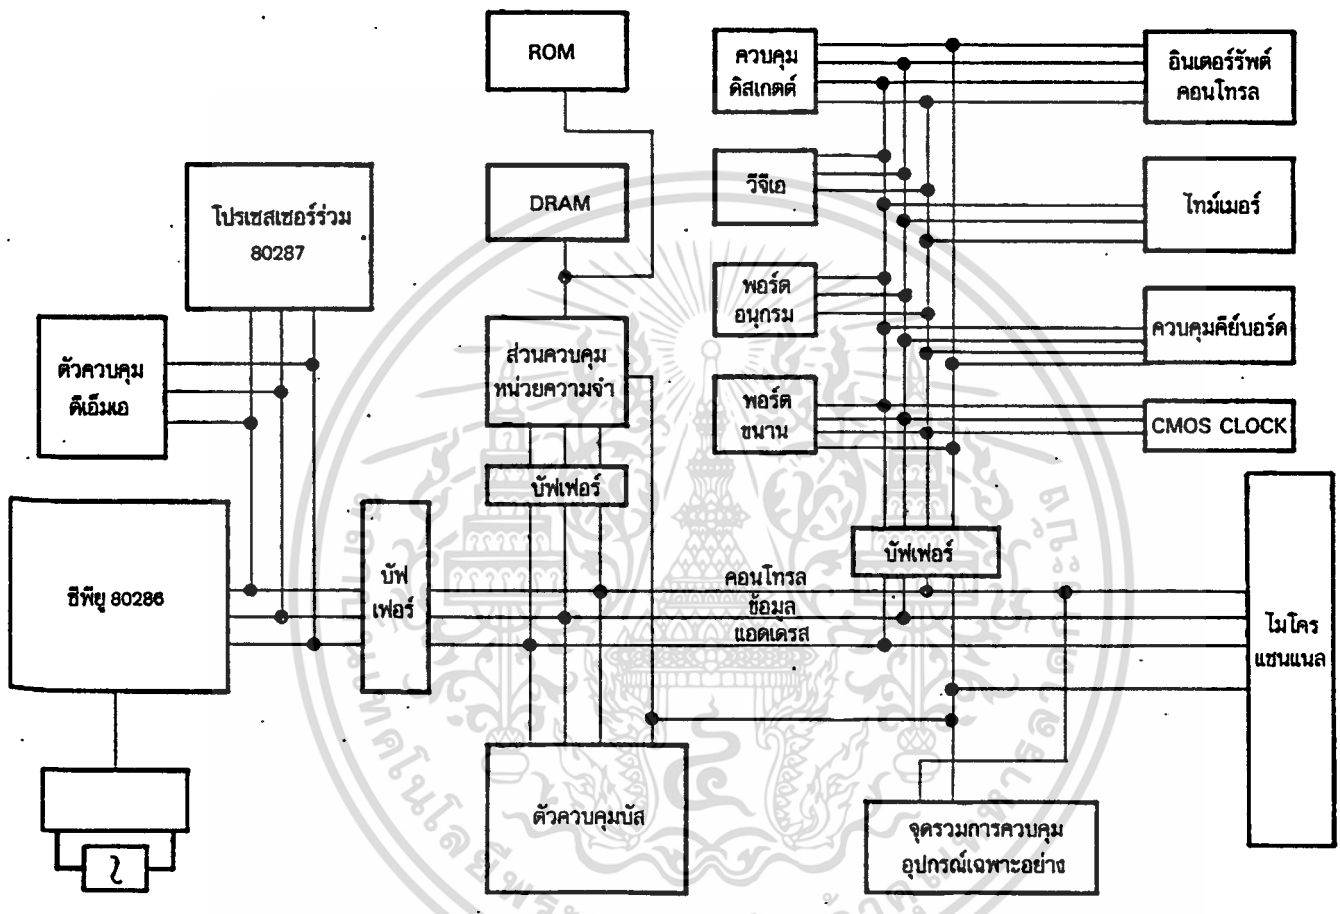 ROM
ควบคุม
ดิสเกตต์
อินเตอร์รัพต์
คอนโทรล
โปรเซสเซอร์ร่วม
80287
DRAM
วีจีเอ
ไทม์เมอร์
ตัวควบคุม
ดีเอ็มเอ
ส่วนควบคุม
หน่วยความจำ
พอร์ต
อนุกรม
ควบคุมคีย์บอร์ด
พอร์ต
ขนาน
CMOS CLOCK
บัฟเฟอร์
ซีพียู 80286
บัฟ
เฟอร์
บัฟเฟอร์
คอนโทรล
ข้อมูล
แอดเดรส
ไมโคร
แชนแนล
ตัวควบคุมบัส
จุดรวมการควบคุม
อุปกรณ์เฉพาะอย่าง